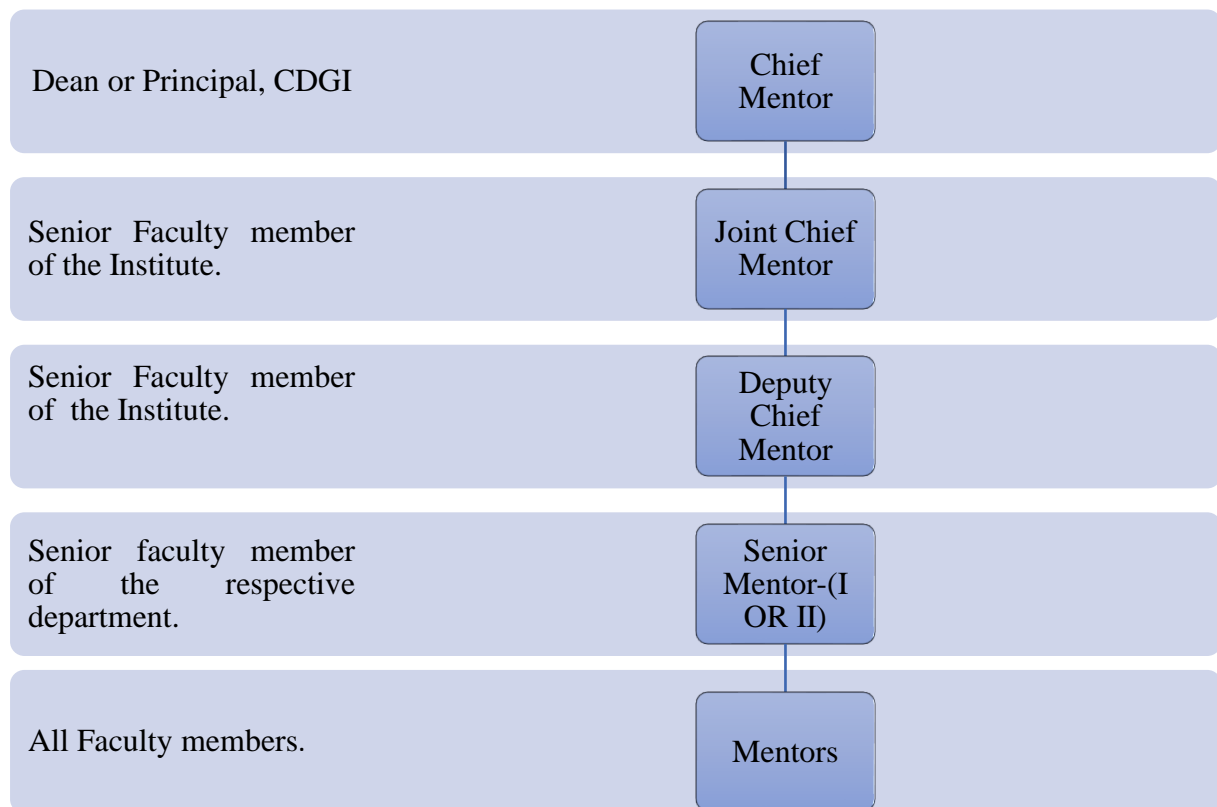 Dean or Principal, CDGI
Chief
Mentor
Senior Faculty member
of the Institute.
Joint Chief
Mentor
Senior Faculty member
of the Institute.
Deputy
Chief
Mentor
Senior faculty member
of the respective
department.
Senior
Mentor-(I
OR II)
All Faculty members.
Mentors